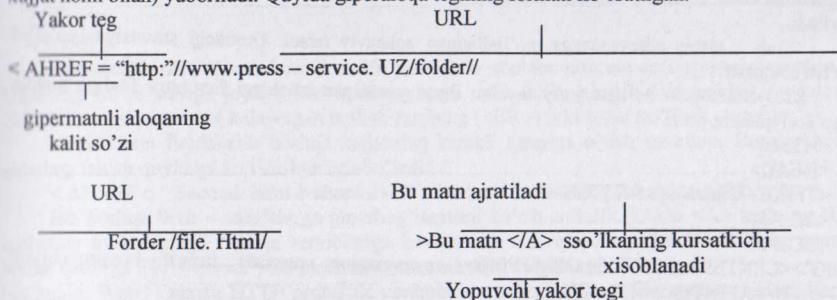 Yakor teg URL
< AHREF = “http:”//www.press – service. UZ/folder//
gipermatnli aloqaning
kalit so’zi
URL Bu matn ajratiladi
Forder /file. Html/ >Bu matn </A> sso’lkaning kursatkichi
xisoblanadi
Yopuvchi yakor tegi